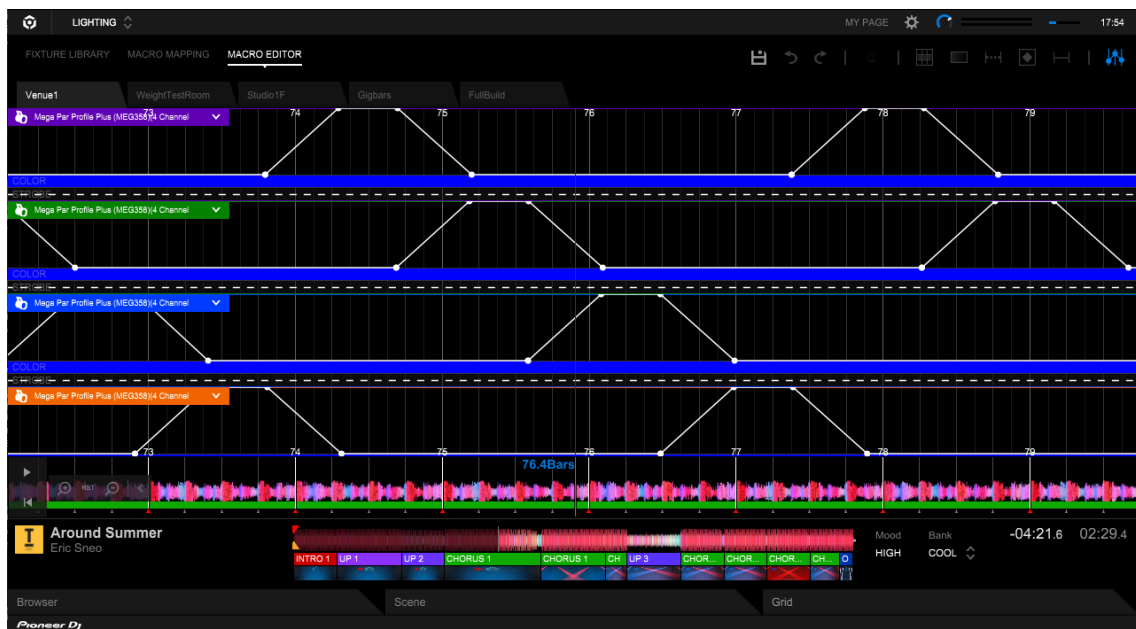 LIGHTING
MY PAGE
17:54
FIXTURE LIBRARY MACRO MAPPING MACRO EDITOR
Venue1 WeightTestRoom Studio1F Gigbars FullBuild
73 74 75 76 77 78 79
Mega Par Profile Plus (MEG358)(4 Channel
COLOR
STROBE
Mega Par Profile Plus (MEG358)(4 Channel
COLOR
STROBE
Mega Par Profile Plus (MEG358)(4 Channel
COLOR
STROBE
Mega Par Profile Plus (MEG358)(4 Channel
73 74 75 76 77 78 79
76.4Bars
RST
Around Summer
Eric Sneo
INTRO 1 UP 1 UP 2 CHORUS 1 CHORUS 1 CH UP 3 CHOR... CHOR... CHOR... CH... O
Mood Bank
HIGH COOL
-04:21.6 02:29.4
Browser Scene Grid
Pioneer Dj